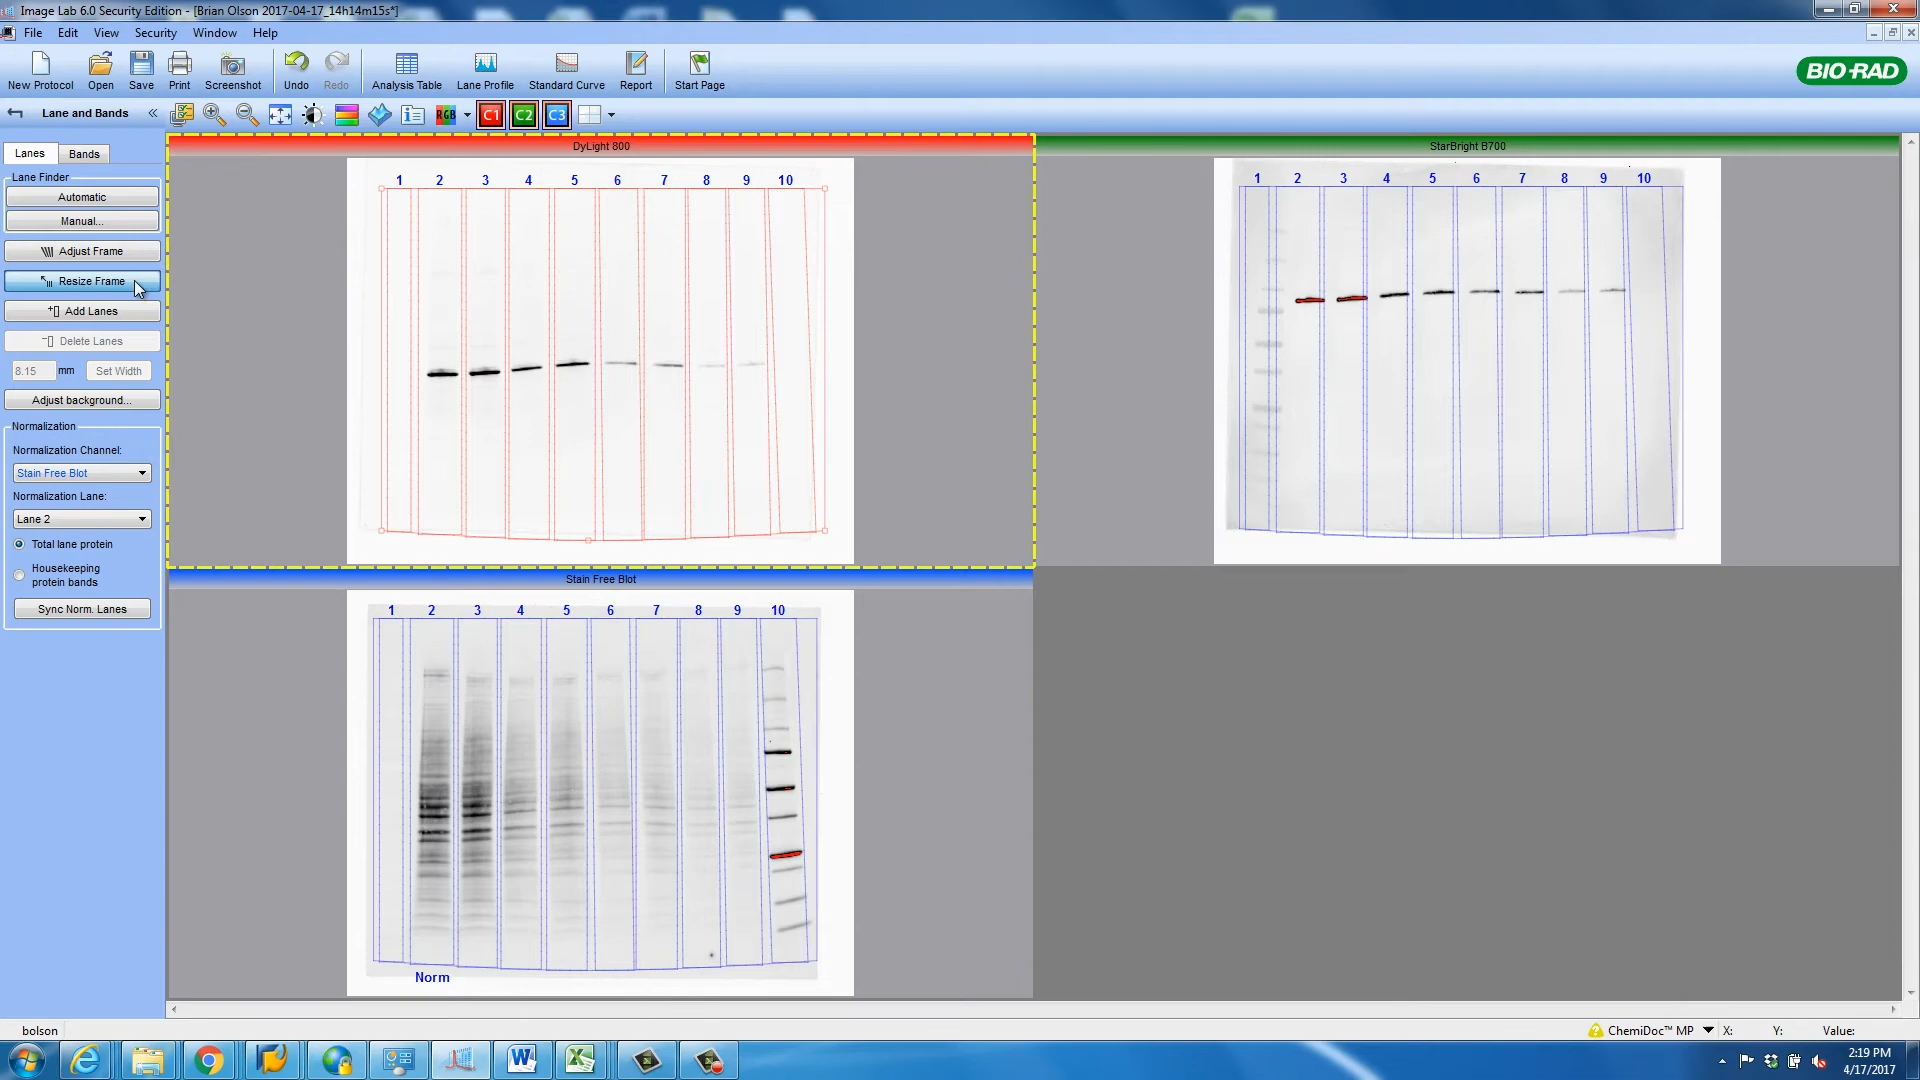 Image Lab 6.0 Security Edition - [Brian Olson 2017-04-17_14h14m15s*]
File Edit View Security Window Help
New Protocol Open Save Print Screenshot Undo Redo Analysis Table Lane Profile Standard Curve Report Start Page
BIO-RAD
Lane and Bands
RGB C1 C2 C3
Lanes Bands
Lane Finder
Automatic
Manual...
Adjust Frame
Resize Frame
Add Lanes
Delete Lanes
8.15 mm Set Width
Adjust background...
Normalization
Normalization Channel:
Stain Free Blot
Normalization Lane:
Lane 2
Total lane protein
Housekeeping
protein bands
Sync Norm. Lanes
DyLight 800
1 2 3 4 5 6 7 8 9 10
StarBright B700
1 2 3 4 5 6 7 8 9 10
Stain Free Blot
1 2 3 4 5 6 7 8 9 10
Norm
bolson
ChemiDoc™ MP X: Y: Value:
2:19 PM
4/17/2017